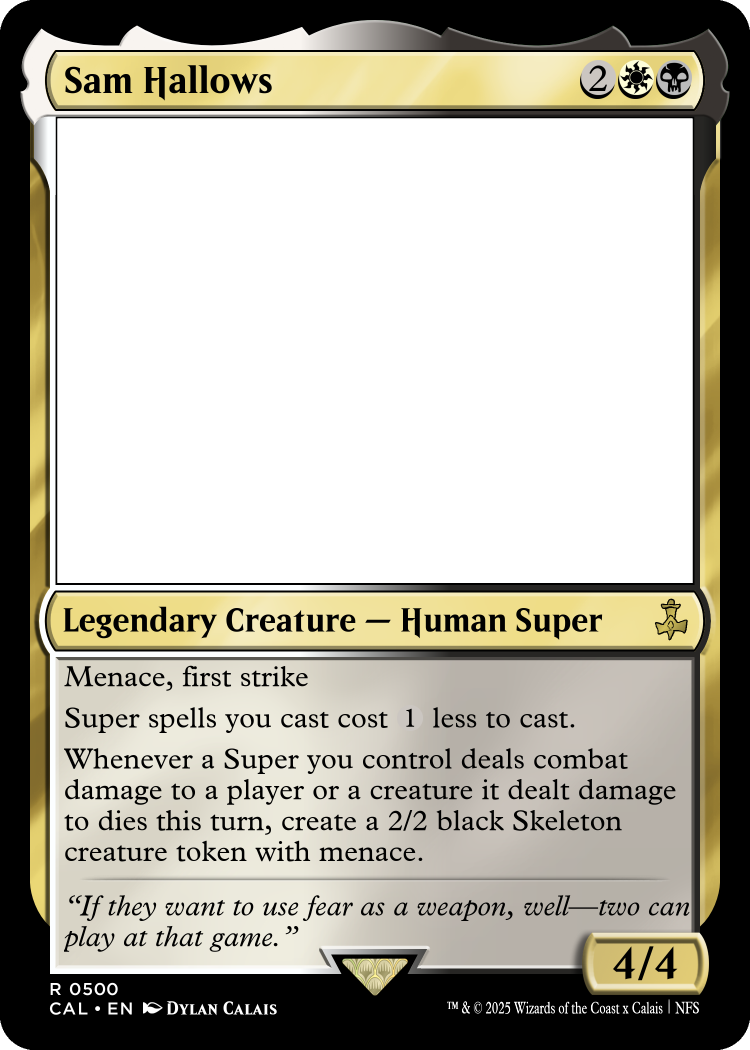 Sam Hallows 2
Legendary Creature — Human Super
Menace, first strike
Super spells you cast cost 1 less to cast.
Whenever a Super you control deals combat
damage to a player or a creature it dealt damage
to dies this turn, create a 2/2 black Skeleton
creature token with menace.
“If they want to use fear as a weapon, well—two can
play at that game.”
4/4
R 0500
CAL • EN DYLAN CALAIS
™ & © 2025 Wizards of the Coast x Calais | NFS